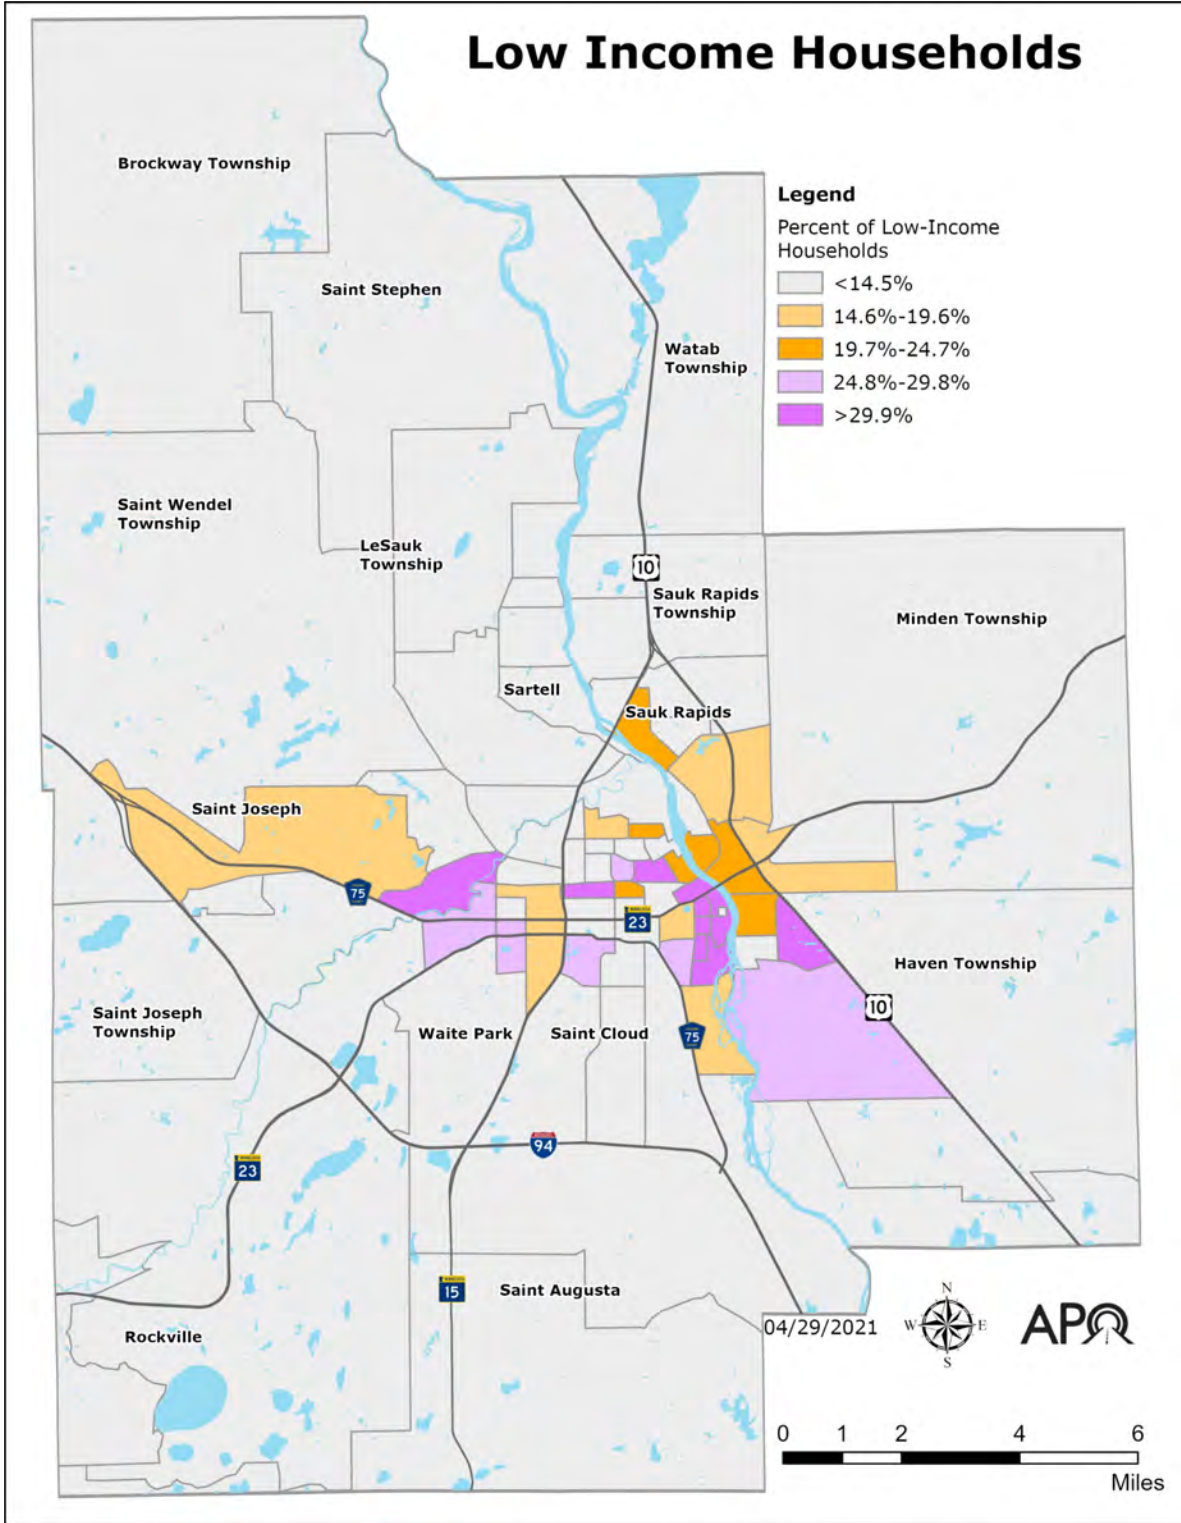 Low Income Households
Brockway Township
Legend
Percent of Low-Income
Households
<14.5%
14.6%-19.6%
19.7%-24.7%
24.8%-29.8%
>29.9%
Saint Stephen
Watab
Township
Saint Wendel
Township
LeSauk
Township
10
Sauk Rapids
Township
Minden Township
Sartell
Sauk Rapids
Saint Joseph
75
23
Haven Township
10
Saint Joseph
Township
Waite Park
Saint Cloud
75
94
23
15
Saint Augusta
Rockville
04/29/2021
N
W
E
S
APO
0
1
2
4
6
Miles